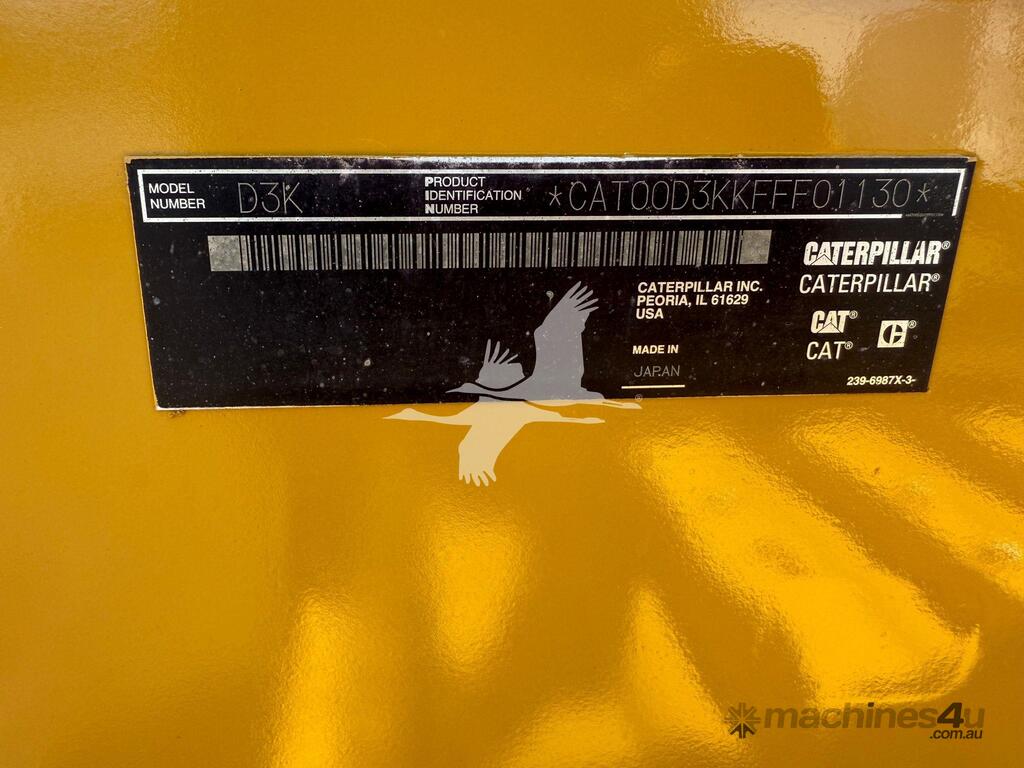 MODEL NUMBER D3K PRODUCT IDENTIFICATION NUMBER *CAT00D3KKFFF01130*
CATERPILLAR®
CATERPILLAR®
CATERPILLAR INC.
PEORIA, IL 61629
USA
CAT® C®
CAT®
MADE IN
JAPAN
239-6987X-3-
®
machines4u
.com.au